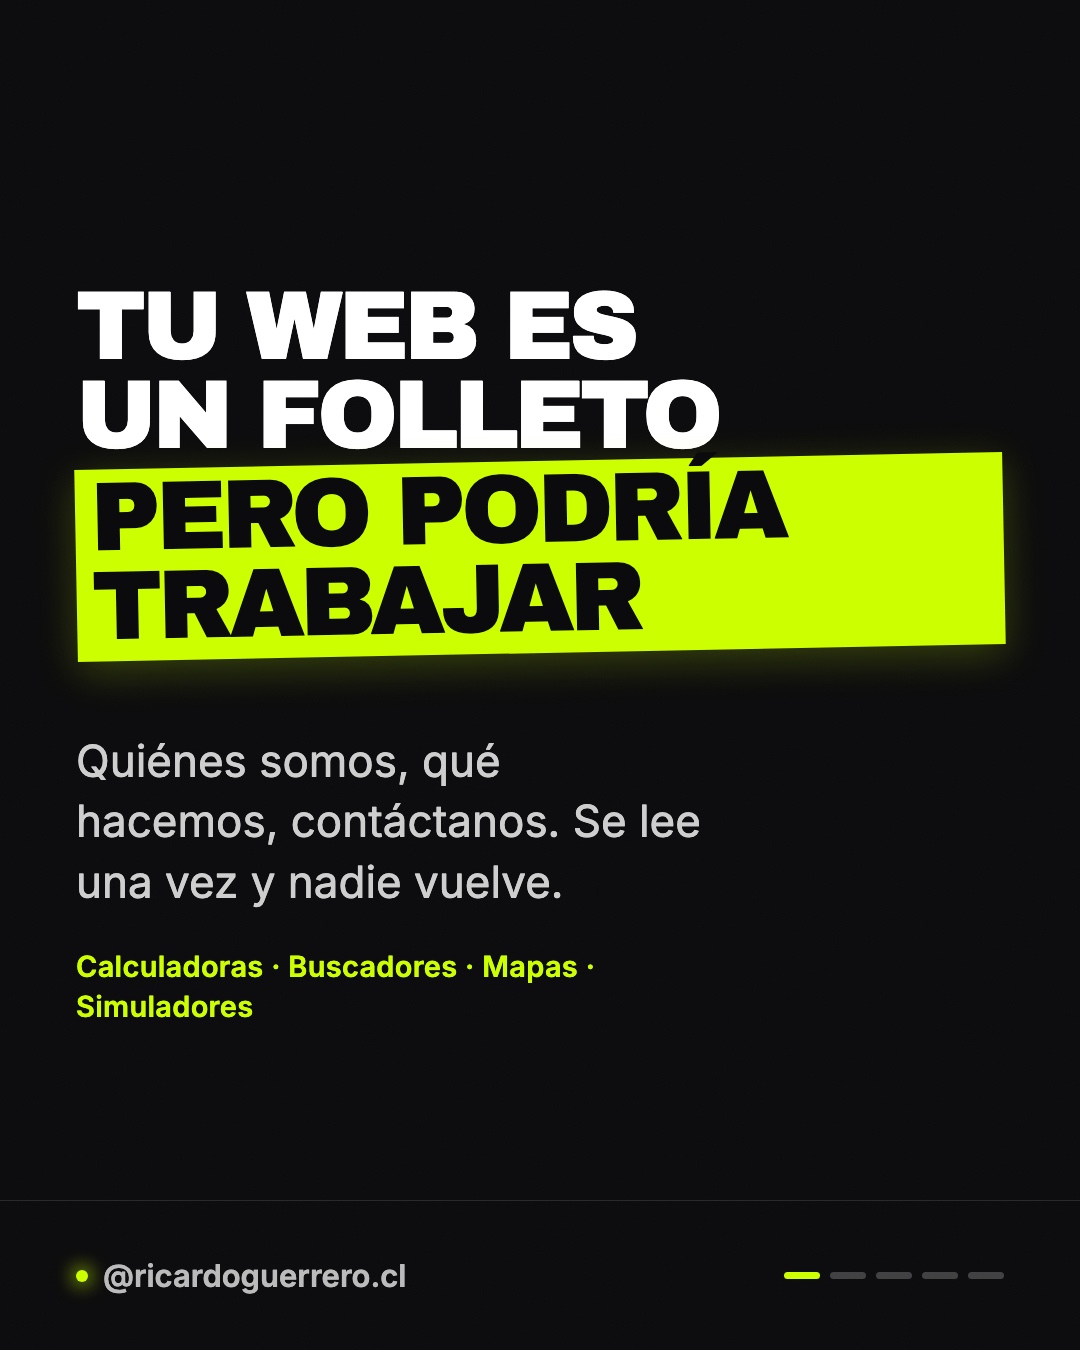 TU WEB ES
UN FOLLETO
PERO PODRÍA
TRABAJAR
Quiénes somos, qué
hacemos, contáctanos. Se lee
una vez y nadie vuelve.
Calculadoras · Buscadores · Mapas ·
Simuladores
@ricardoguerrero.cl